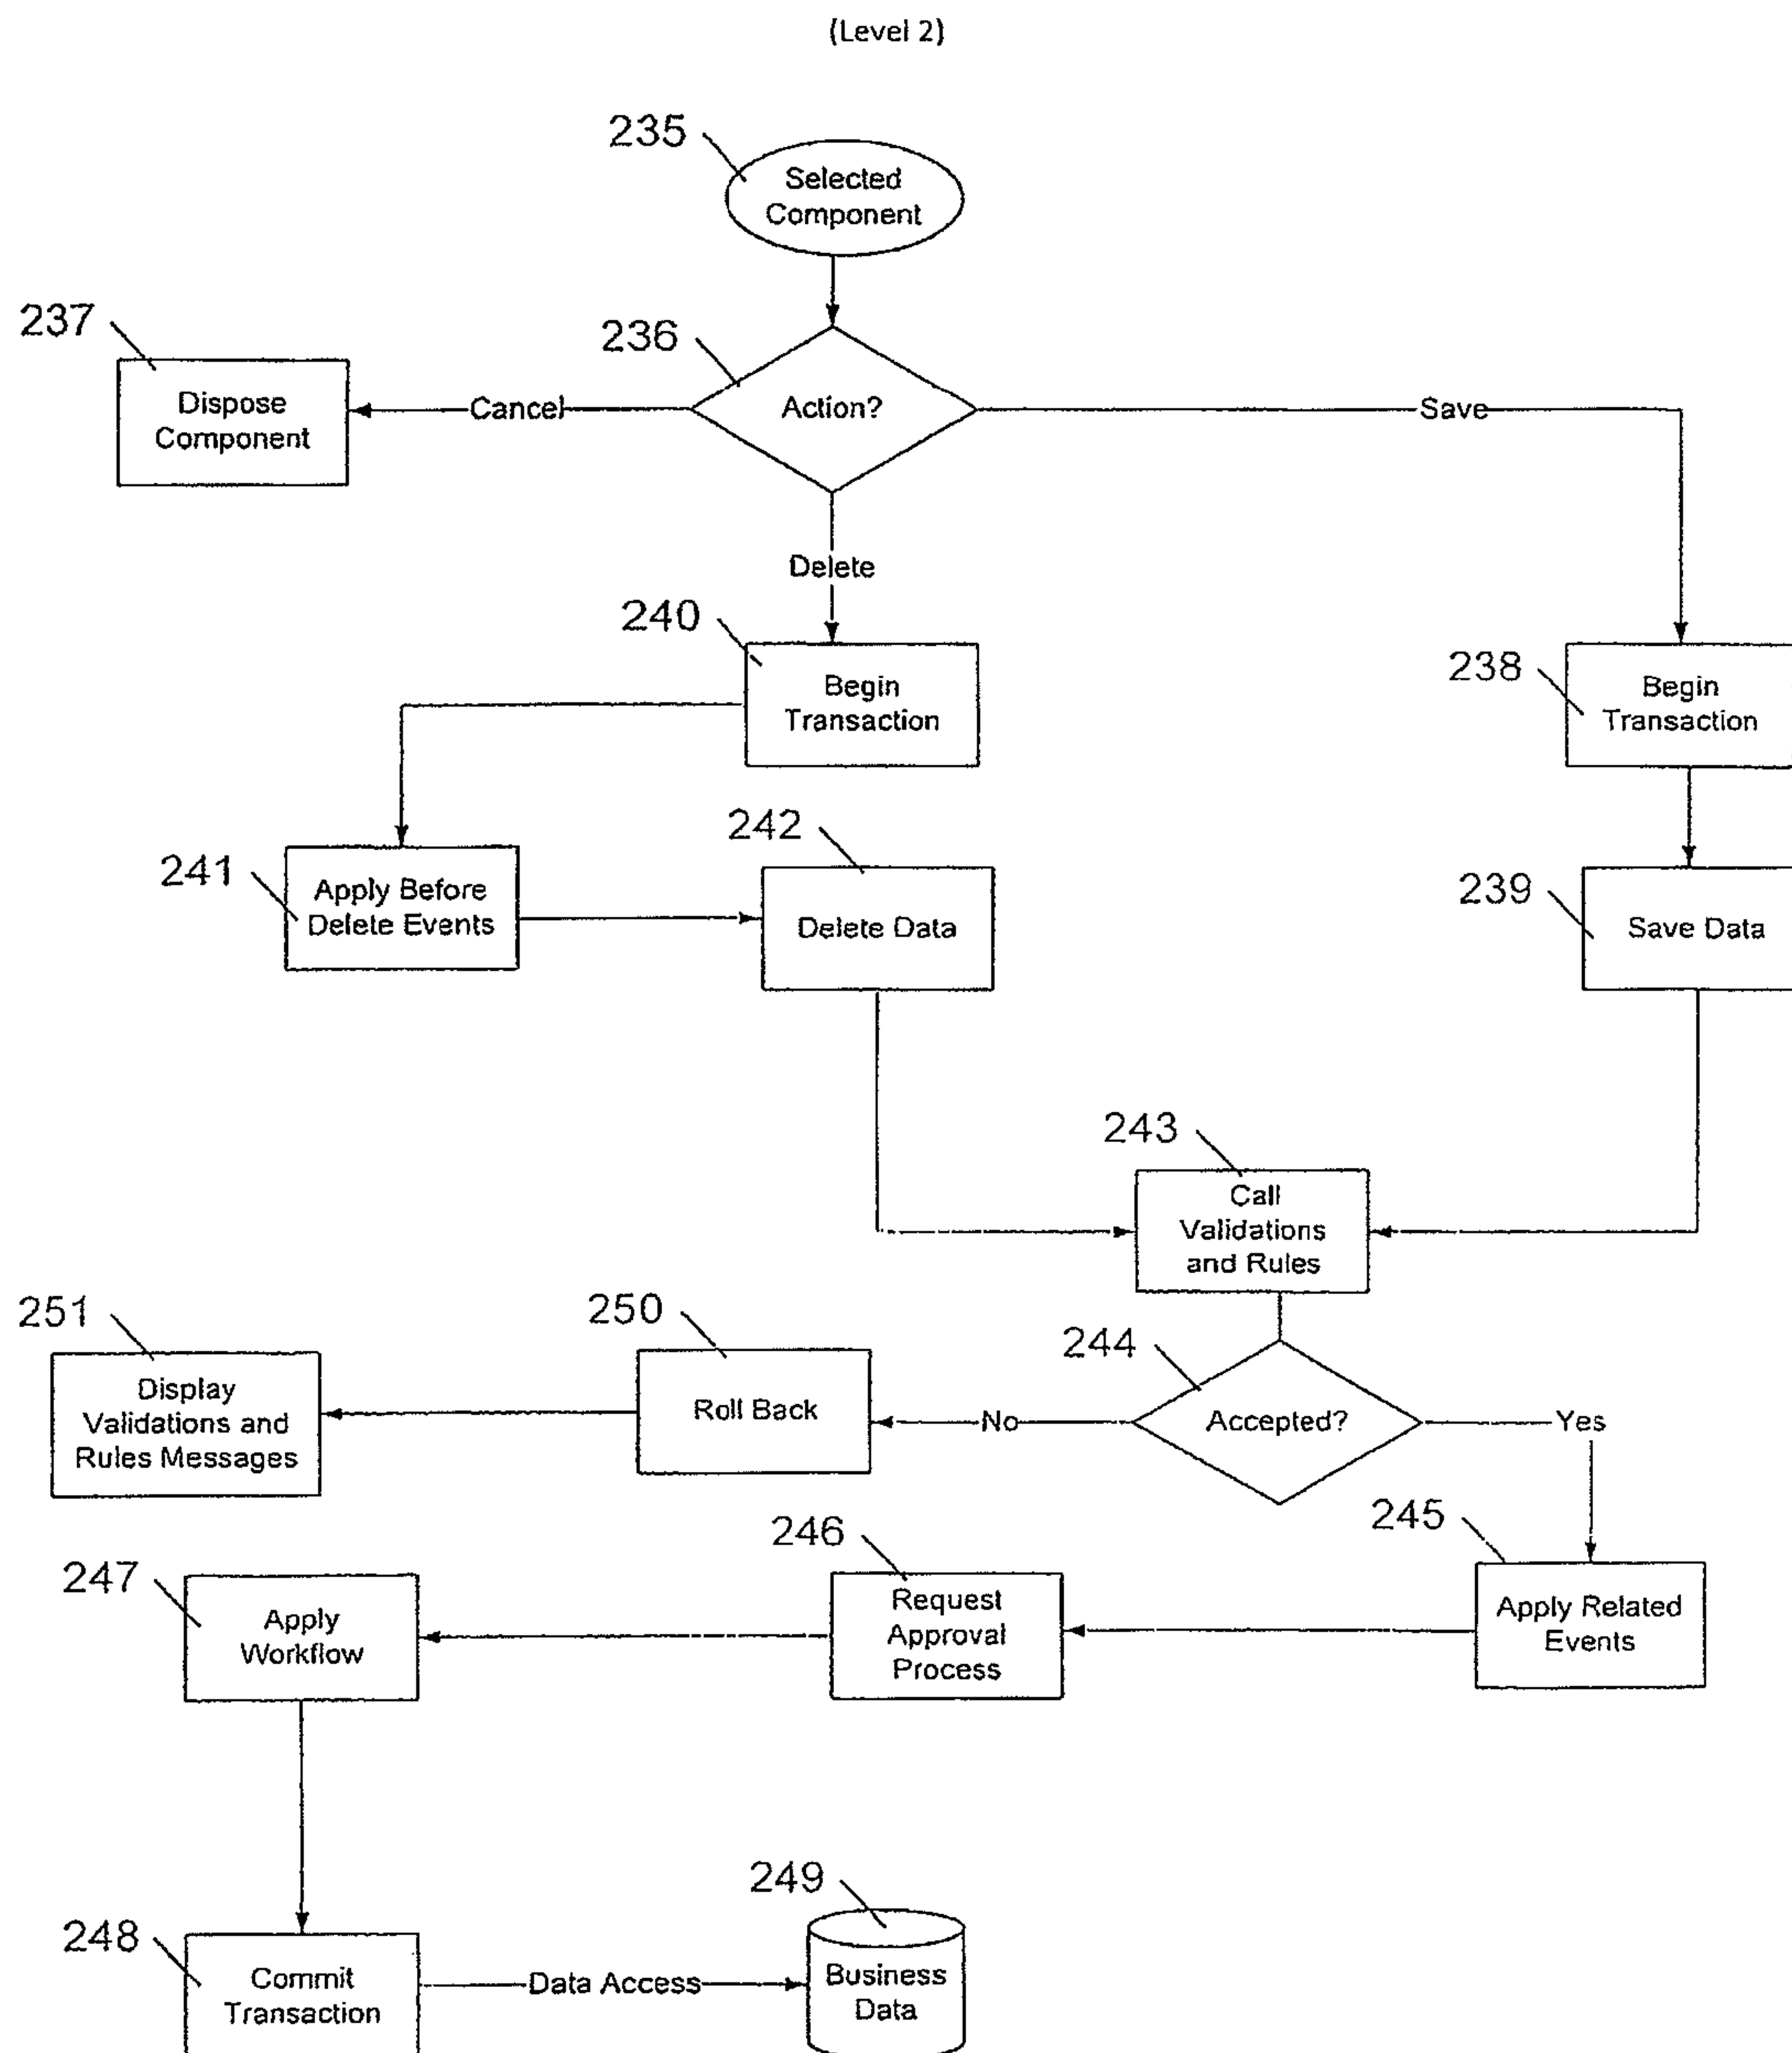 (Level 2)
235
Selected
Component
237
236
Dispose
Component
Cancel
Action?
Save
Delete
240
238
Begin
Transaction
Begin
Transaction
242
241
239
Apply Before
Delete Events
Delete Data
Save Data
243
Call
Validations
and Rules
251
250
244
Display
Validations and
Rules Messages
Roll Back
No
Accepted?
Yes
247
246
245
Apply
Workflow
Request
Approval
Process
Apply Related
Events
248
249
Commit
Transaction
Data Access
Business
Data